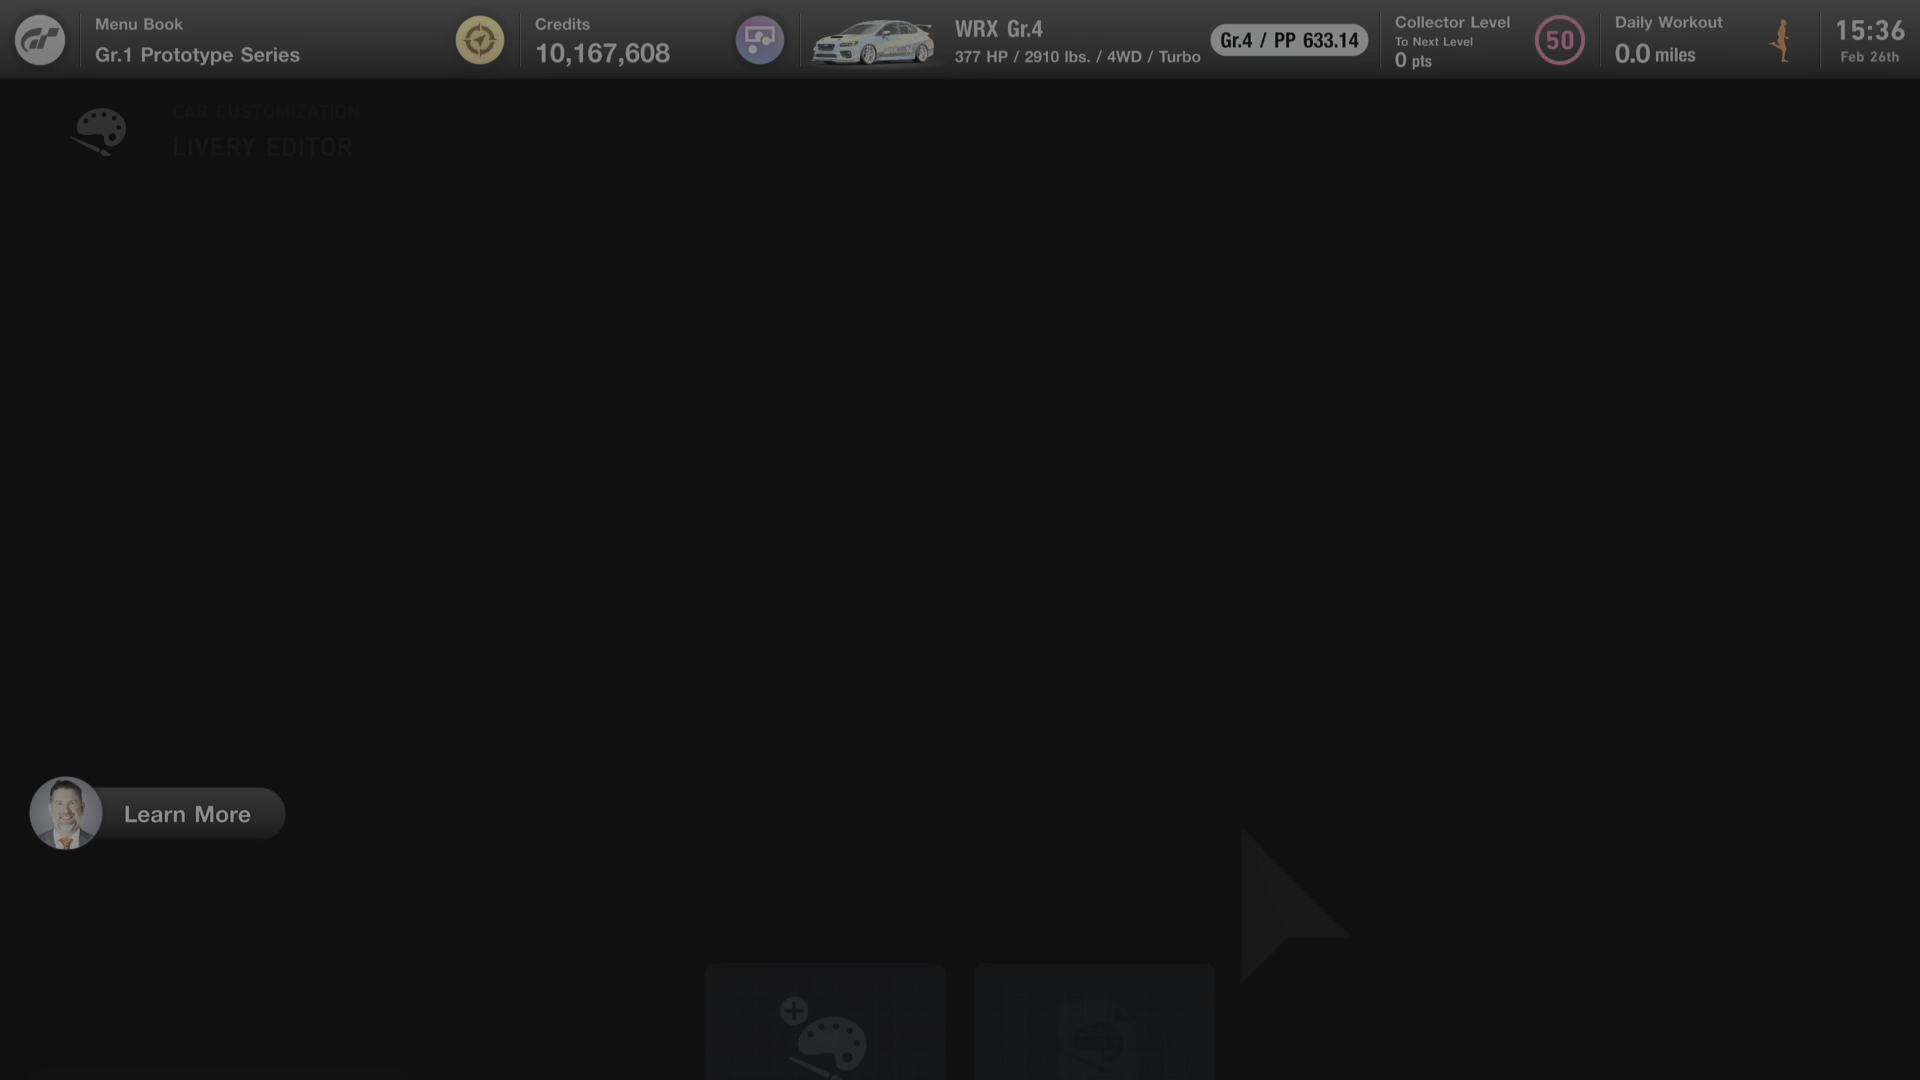 Menu Book
Gr.1 Prototype Series
Credits
10,167,608
WRX Gr.4
377 HP / 2910 lbs. / 4WD / Turbo
Gr.4 / PP 633.14
Collector Level
To Next Level
0 pts
50
Daily Workout
0.0 miles
15:36
Feb 26th
CAR CUSTOMIZATION
LIVERY EDITOR
Learn More